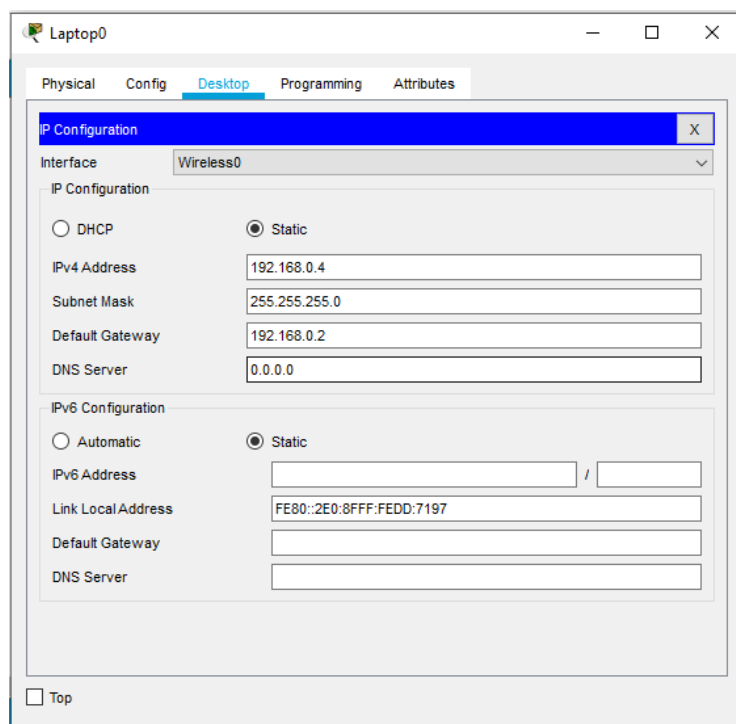 Laptop0
Physical Config Desktop Programming Attributes
IP Configuration X
Interface Wireless0
IP Configuration
DHCP Static
IPv4 Address 192.168.0.4
Subnet Mask 255.255.255.0
Default Gateway 192.168.0.2
DNS Server 0.0.0.0
IPv6 Configuration
Automatic Static
IPv6 Address /
Link Local Address FE80::2E0:8FFF:FEDD:7197
Default Gateway
DNS Server
Top